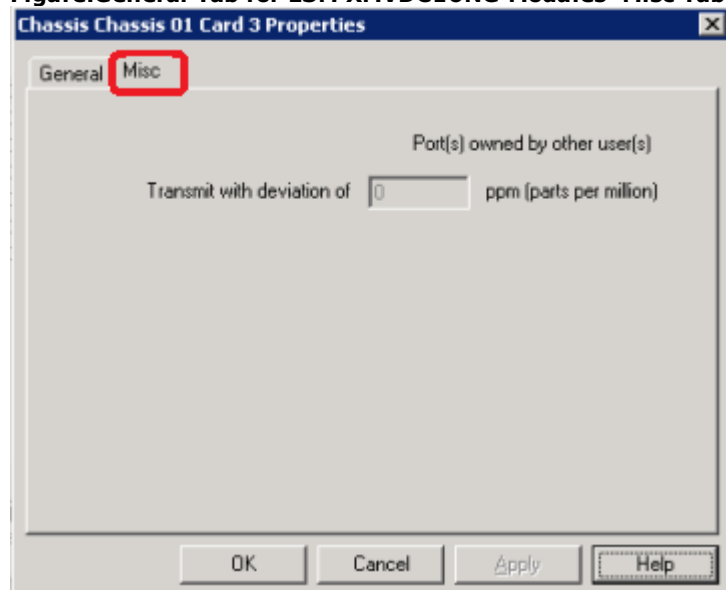 Chassis Chassis 01 Card 3 Properties
General Misc
Port(s) owned by other user(s)
Transmit with deviation of 0 ppm (parts per million)
OK Cancel Apply Help